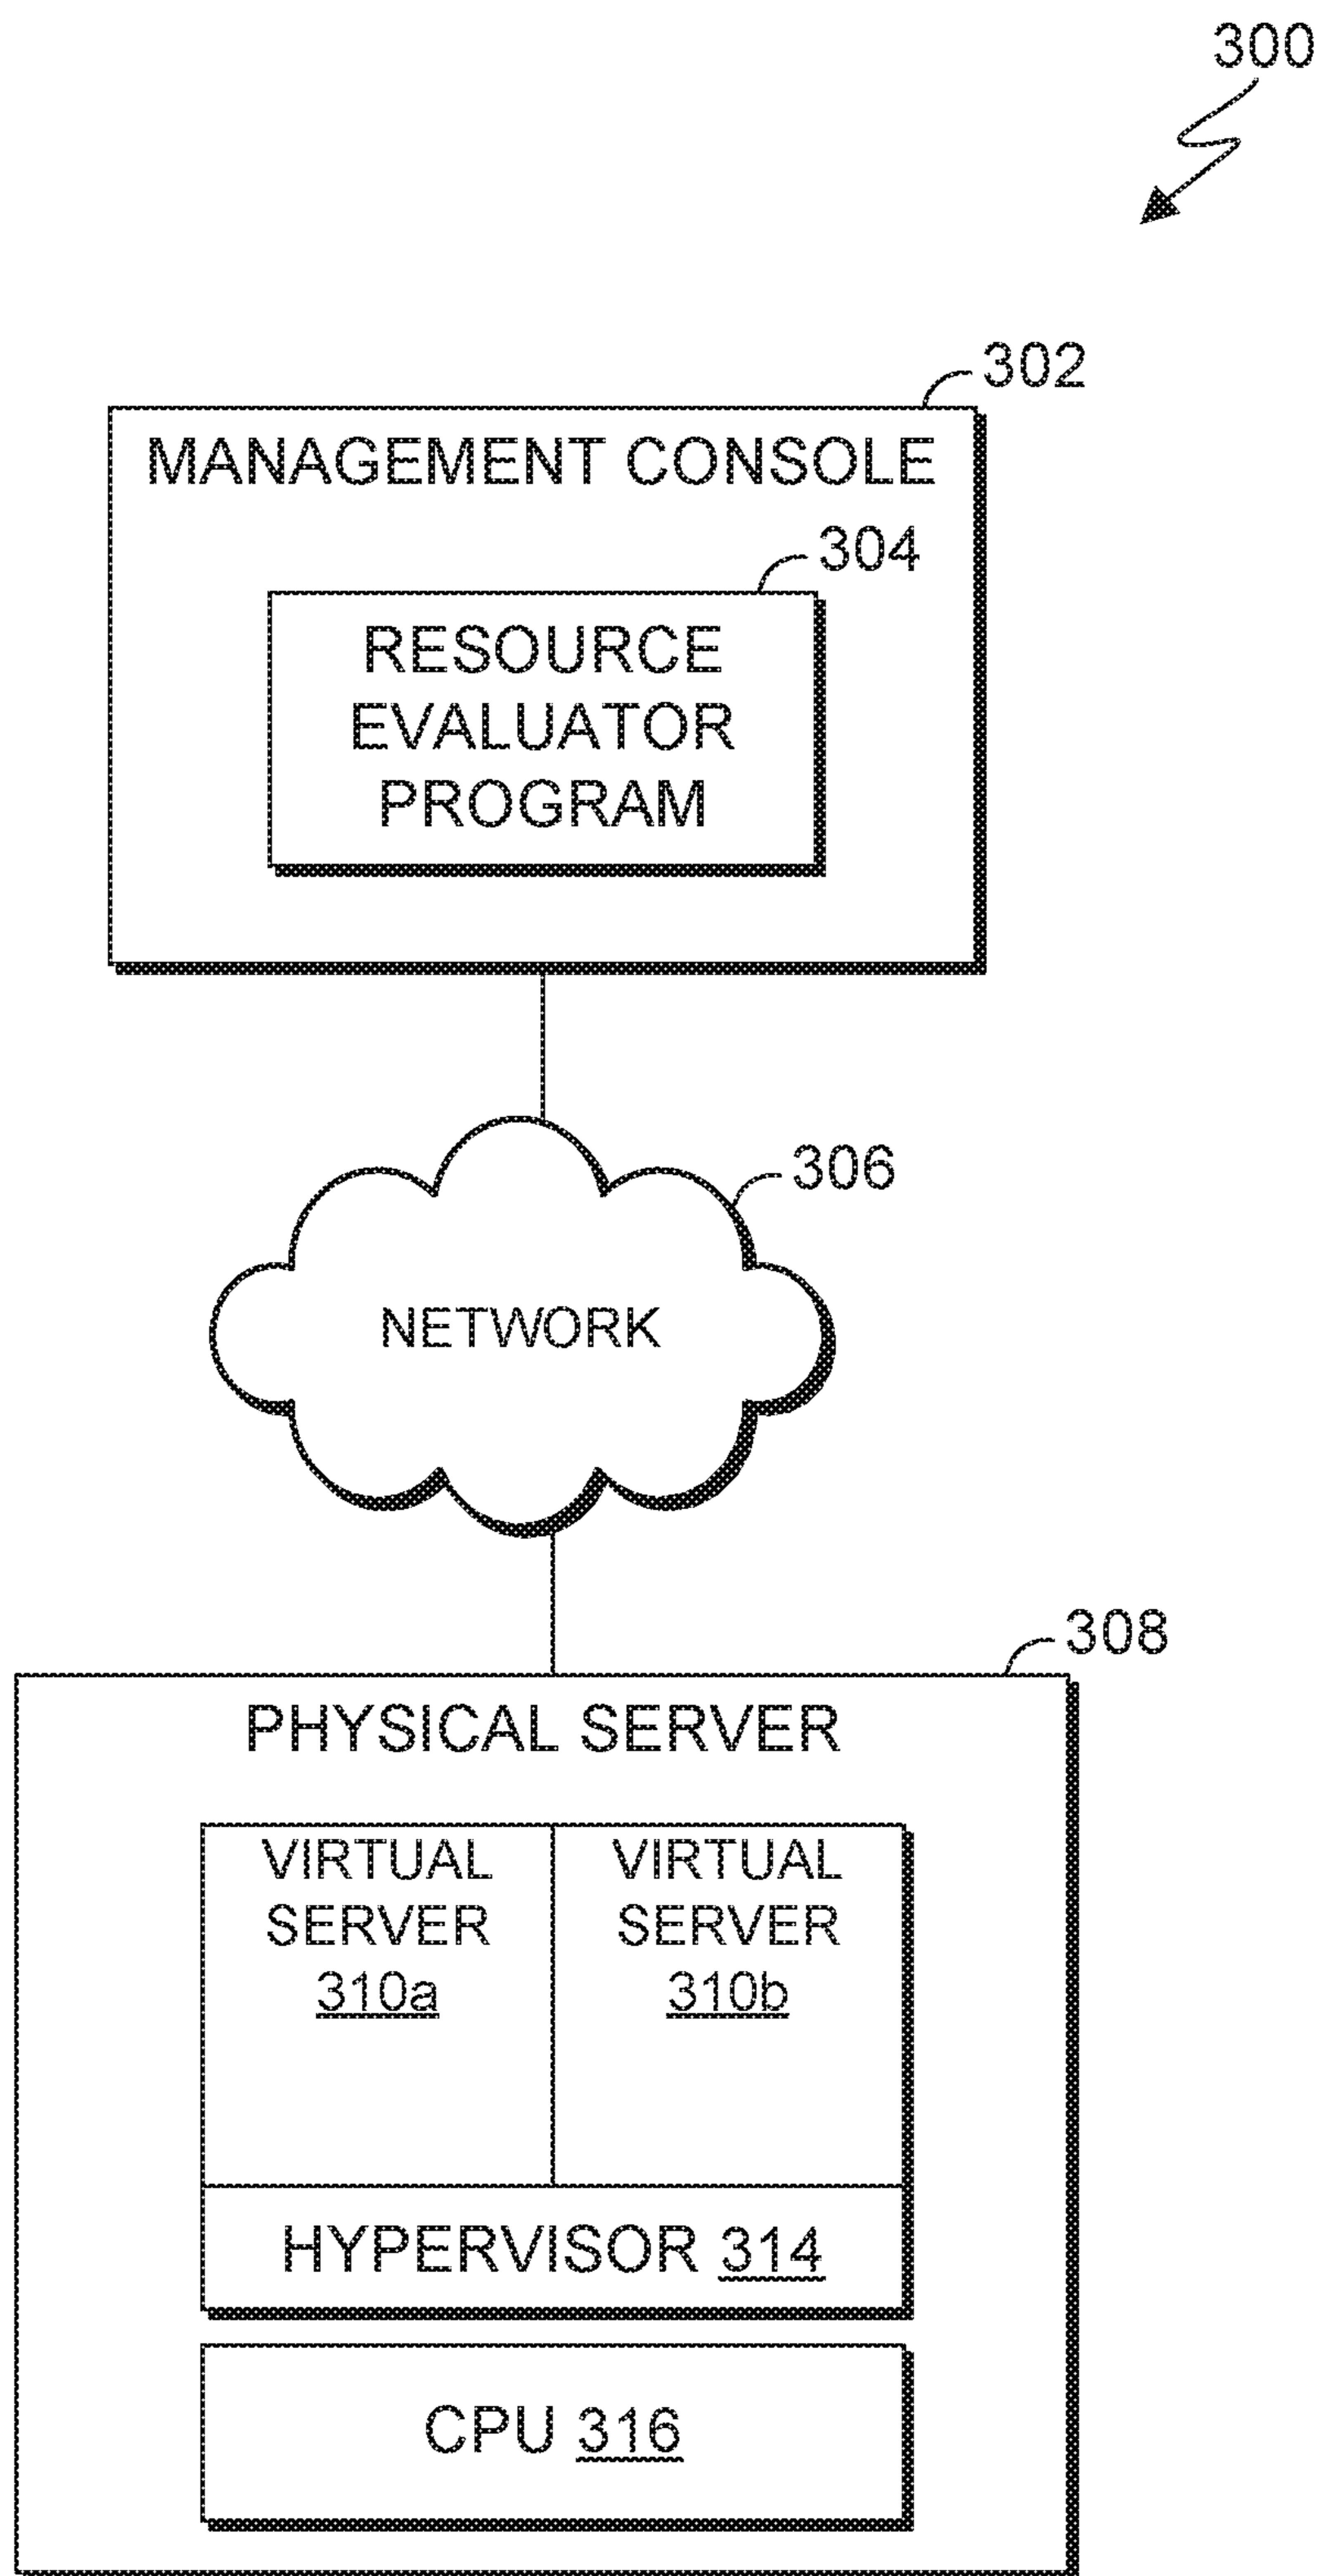 300
302
MANAGEMENT CONSOLE
304
RESOURCE
EVALUATOR
PROGRAM
306
NETWORK
308
PHYSICAL SERVER
VIRTUAL
SERVER
310a
VIRTUAL
SERVER
310b
HYPERVISOR 314
CPU 316